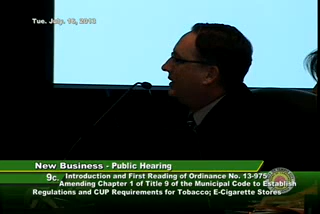 Tue. July. 16, 2013
New Business - Public Hearing
9c. Introduction and First Reading of Ordinance No. 13-975
Amending Chapter 1 of Title 9 of the Municipal Code to Establish
Regulations and CUP Requirements for Tobacco; E-Cigarette Stores